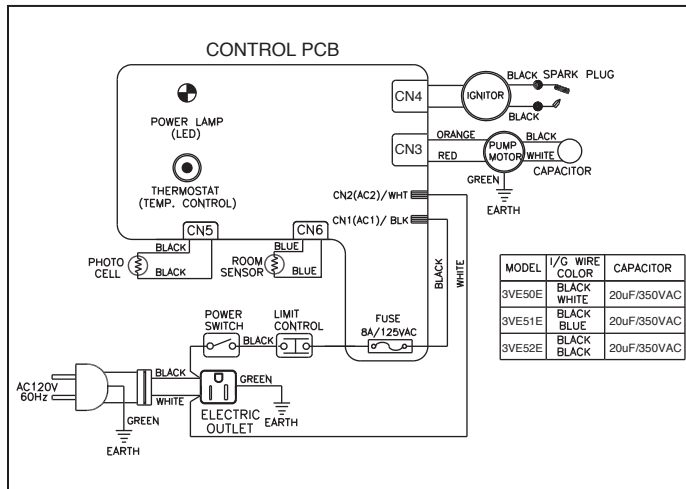 CONTROL PCB
POWER LAMP
(LED)
THERMOSTAT
(TEMP. CONTROL)
CN4
BLACK
SPARK PLUG
IGNITOR
BLACK
CN3
ORANGE
RED
PUMP
MOTOR
BLACK
WHITE
CAPACITOR
GREEN
EARTH
CN2(AC2)/WHT
CN1(AC1)/ BLK
CN5
CN6
BLACK
BLUE
PHOTO
CELL
BLACK
ROOM
SENSOR
BLUE
BLACK
WHITE
MODEL
I/G WIRE
COLOR
CAPACITOR
3VE50E
BLACK
WHITE
20uF/350VAC
3VE51E
BLACK
BLUE
20uF/350VAC
3VE52E
BLACK
BLACK
20uF/350VAC
POWER
SWITCH
BLACK
LIMIT
CONTROL
FUSE
8A/125VAC
AC120V
60Hz
BLACK
WHITE
GREEN
EARTH
GREEN
EARTH
ELECTRIC
OUTLET